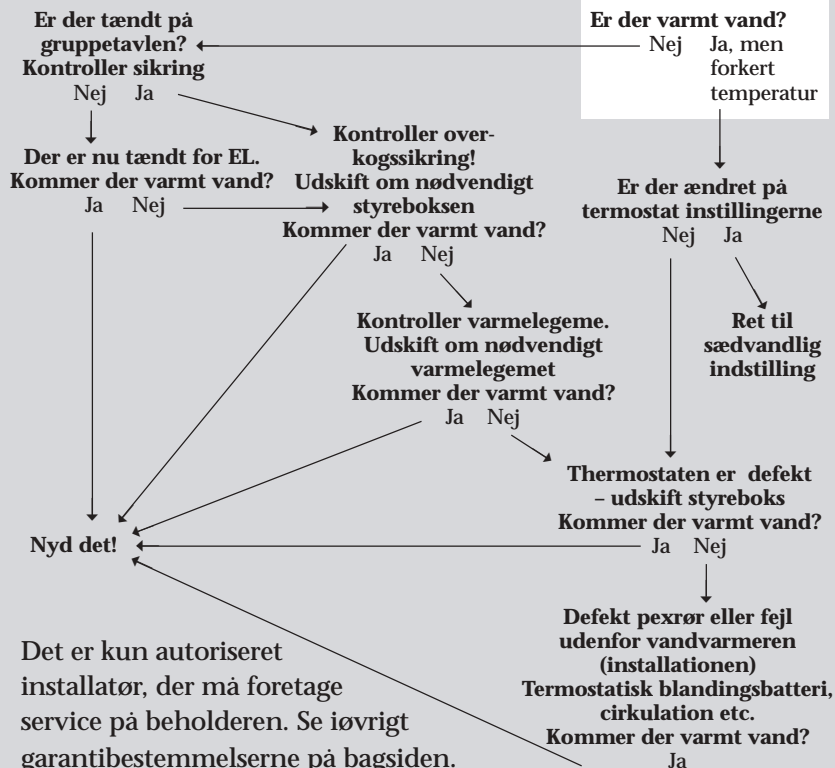 Er der varmt vand?
Nej Ja, men
forkert
temperatur
Er der tændt på
gruppetavlen?
Kontroller sikring
Nej Ja
Der er nu tændt for EL.
Kommer der varmt vand?
Ja Nej
Kontroller over-
kogssikring!
Udskift om nødvendigt
styreboksen
Kommer der varmt vand?
Ja Nej
Er der ændret på
termostat instillingerne
Nej Ja
Ret til
sædvandlig
indstilling
Kontroller varmelegeme.
Udskift om nødvendigt
varmelegemet
Kommer der varmt vand?
Ja Nej
Thermostaten er defekt
– udskift styreboks
Kommer der varmt vand?
Ja Nej
Nyd det!
Defekt pexrør eller fejl
udenfor vandvarmeren
(installationen)
Termostatisk blandingsbatteri,
cirkulation etc.
Kommer der varmt vand?
Ja
Det er kun autoriseret
installatør, der må foretage
service på beholderen. Se iøvrigt
garantibestemmelserne på bagsiden.